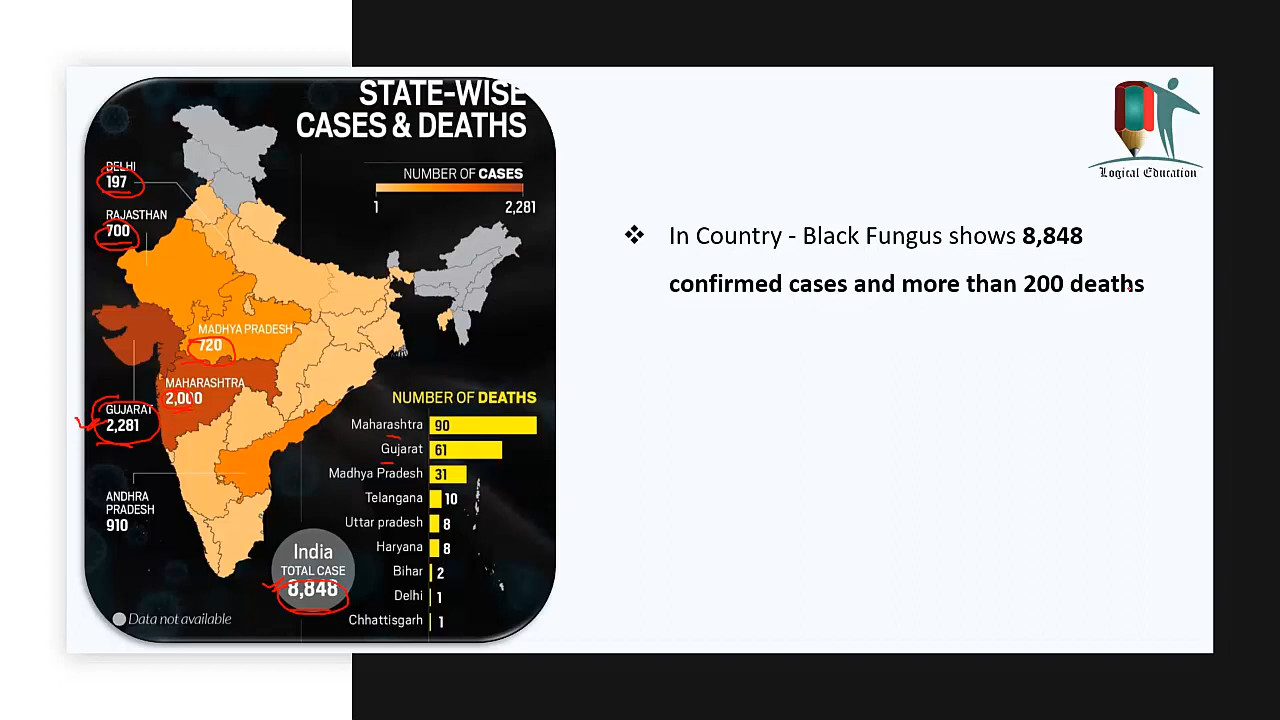 STATE-WISE
CASES & DEATHS
DELHI
197
RAJASTHAN
700
NUMBER OF CASES
1 2,281
MADHYA PRADESH
720
MAHARASHTRA
2,000
GUJARAT
2,281
ANDHRA
PRADESH
910
NUMBER OF DEATHS
Maharashtra 90
Gujarat 61
Madhya Pradesh 31
Telangana 10
Uttar pradesh 8
Haryana 8
Bihar 2
Delhi 1
Chhattisgarh 1
India
TOTAL CASE
8,848
Data not available
Logical Education
❖ In Country - Black Fungus shows 8,848
confirmed cases and more than 200 deaths